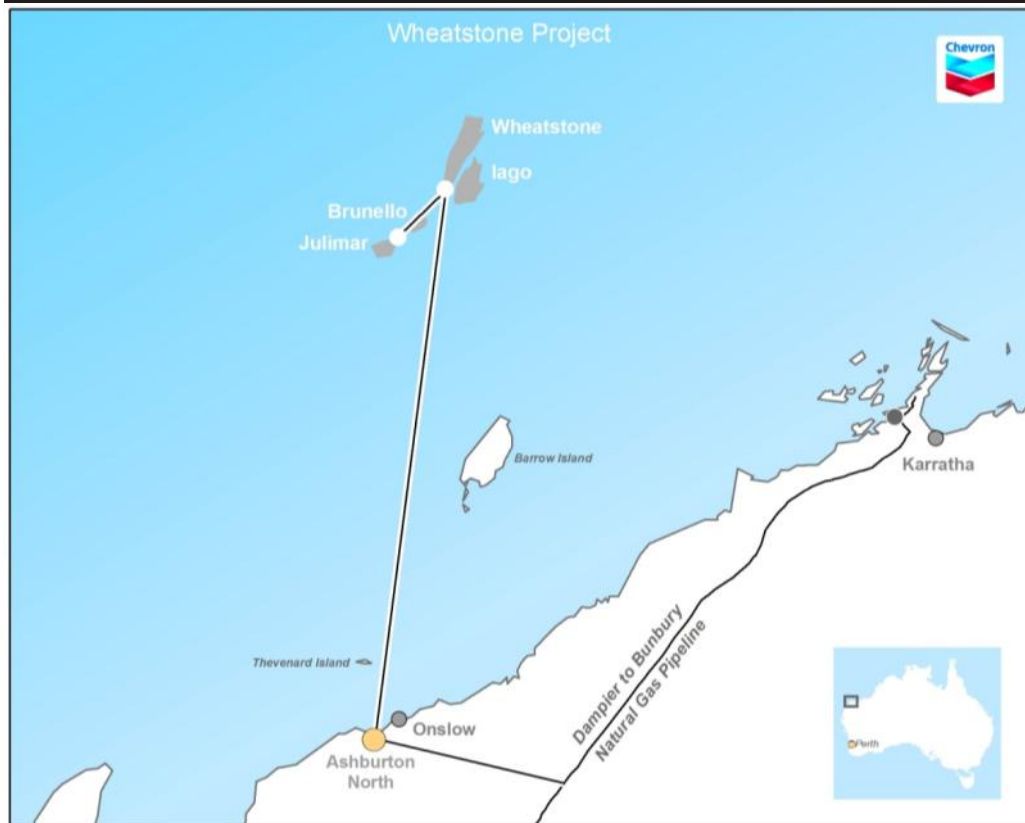 Wheatstone Project
Chevron
Wheatstone
Iago
Brunello
Julimar
Barrow Island
Karratha
Dampier to Bunbury
Natural Gas Pipeline
Thevenard Island
Onslow
Ashburton
North
Perth